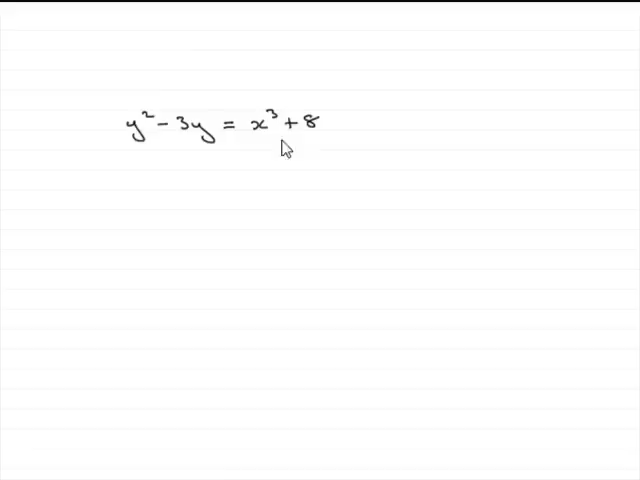 y² - 3y = x³ + 8